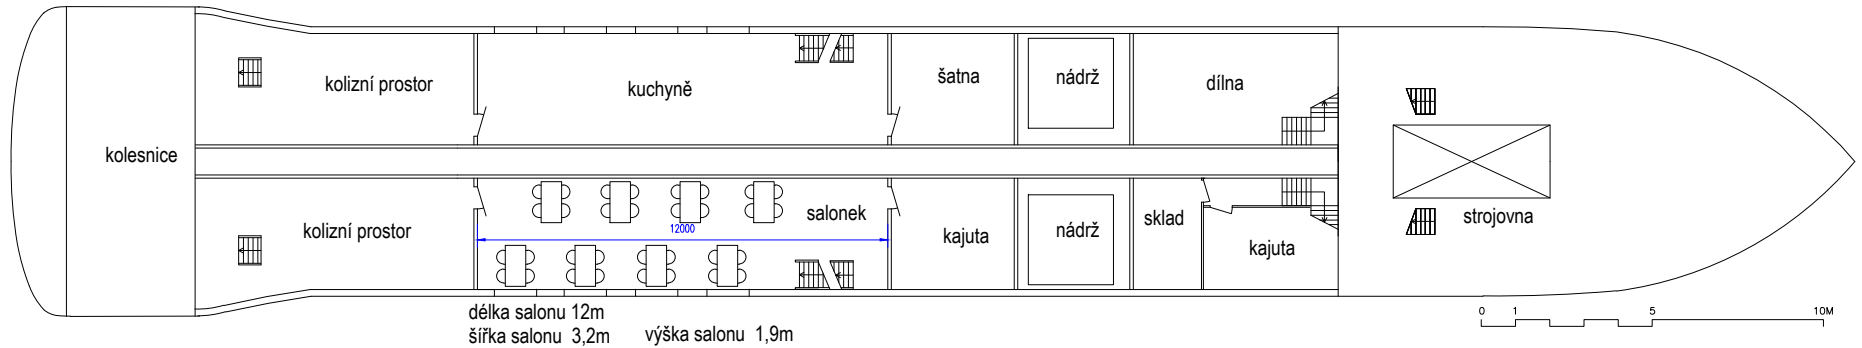 kolesnice
kolizní prostor
kuchyně
šatna
nádrž
dílna
kolizní prostor
salonek
12000
kajuta
nádrž
sklad
kajuta
strojovna
délka salonu 12m
šířka salonu 3,2m
výška salonu 1,9m
0 1 5 10M